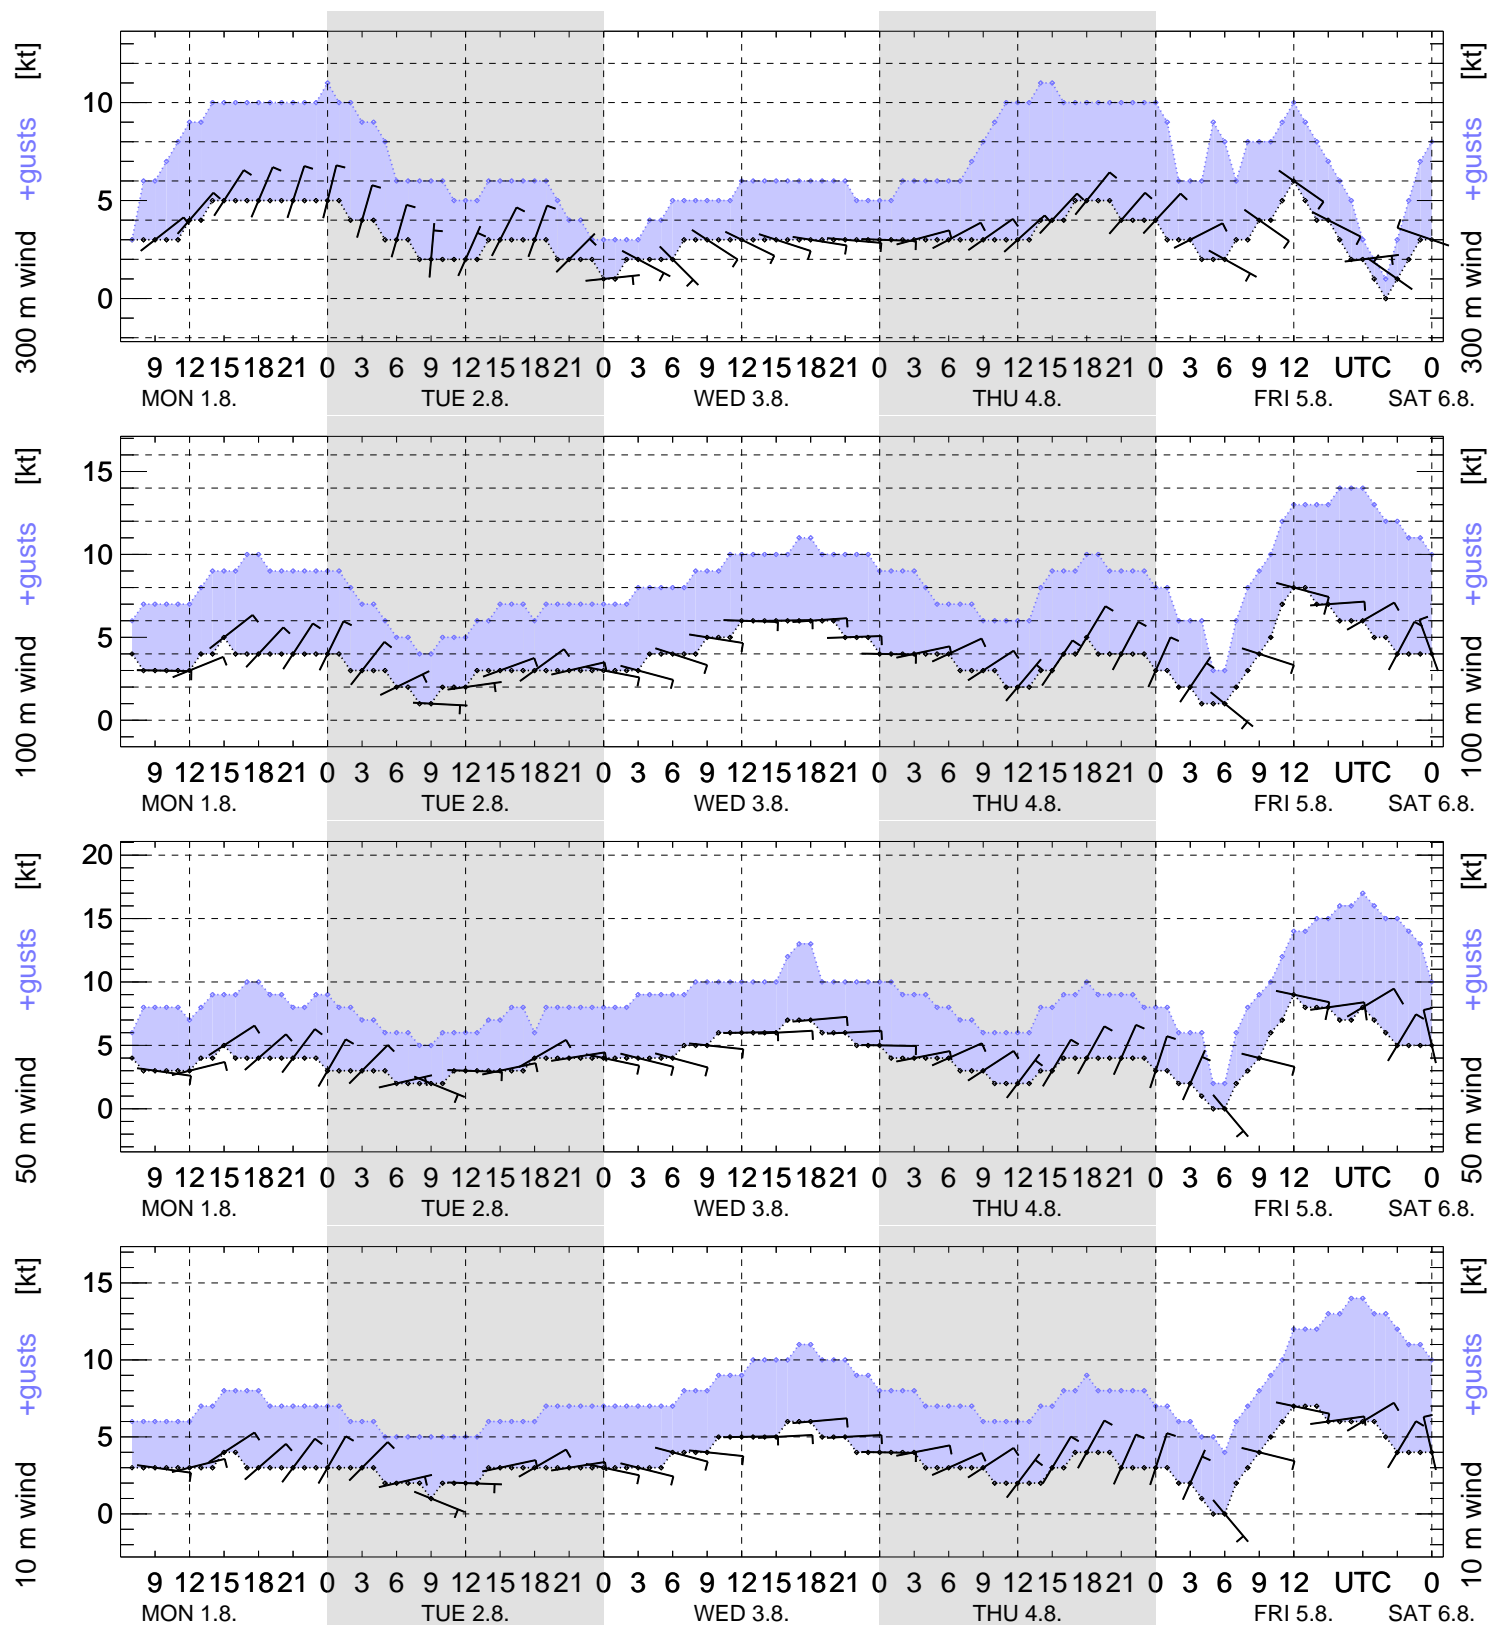 300 m wind +gusts [kt]
10
5
0
300 m wind +gusts [kt]
9 12 15 18 21 0 3 6 9 12 15 18 21 0 3 6 9 12 15 18 21 0 3 6 9 12 15 18 21 0 3 6 9 12 UTC 0
MON 1.8. TUE 2.8. WED 3.8. THU 4.8. FRI 5.8. SAT 6.8.
100 m wind +gusts [kt]
15
10
5
0
100 m wind +gusts [kt]
9 12 15 18 21 0 3 6 9 12 15 18 21 0 3 6 9 12 15 18 21 0 3 6 9 12 15 18 21 0 3 6 9 12 UTC 0
MON 1.8. TUE 2.8. WED 3.8. THU 4.8. FRI 5.8. SAT 6.8.
50 m wind +gusts [kt]
20
15
10
5
0
50 m wind +gusts [kt]
9 12 15 18 21 0 3 6 9 12 15 18 21 0 3 6 9 12 15 18 21 0 3 6 9 12 15 18 21 0 3 6 9 12 UTC 0
MON 1.8. TUE 2.8. WED 3.8. THU 4.8. FRI 5.8. SAT 6.8.
10 m wind +gusts [kt]
15
10
5
0
10 m wind +gusts [kt]
9 12 15 18 21 0 3 6 9 12 15 18 21 0 3 6 9 12 15 18 21 0 3 6 9 12 15 18 21 0 3 6 9 12 UTC 0
MON 1.8. TUE 2.8. WED 3.8. THU 4.8. FRI 5.8. SAT 6.8.